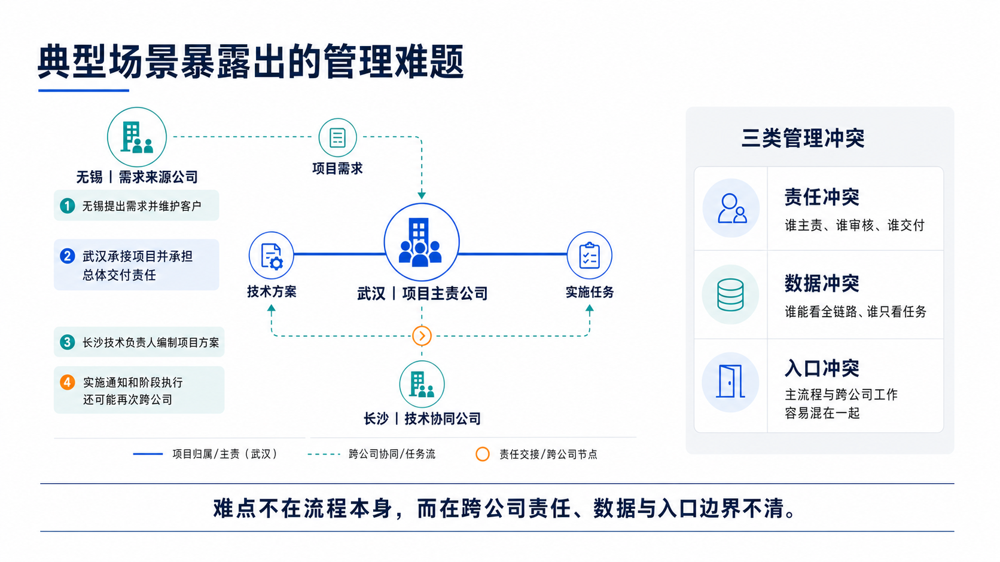 典型场景暴露出的管理难题
无锡 | 需求来源公司
项目需求
1 无锡提出需求并维护客户
2 武汉承接项目并承担
总体交付责任
3 长沙技术负责人编制项目方案
4 实施通知和阶段执行
还可能再次跨公司
技术方案
武汉 | 项目主责公司
实施任务
长沙 | 技术协同公司
项目归属/主责（武汉）
跨公司协同/任务流
责任交接/跨公司节点
三类管理冲突
责任冲突
谁主责、谁审核、谁交付
数据冲突
谁能看全链路、谁只看任务
入口冲突
主流程与跨公司工作
容易混在一起
难点不在流程本身，而在跨公司责任、数据与入口边界不清。